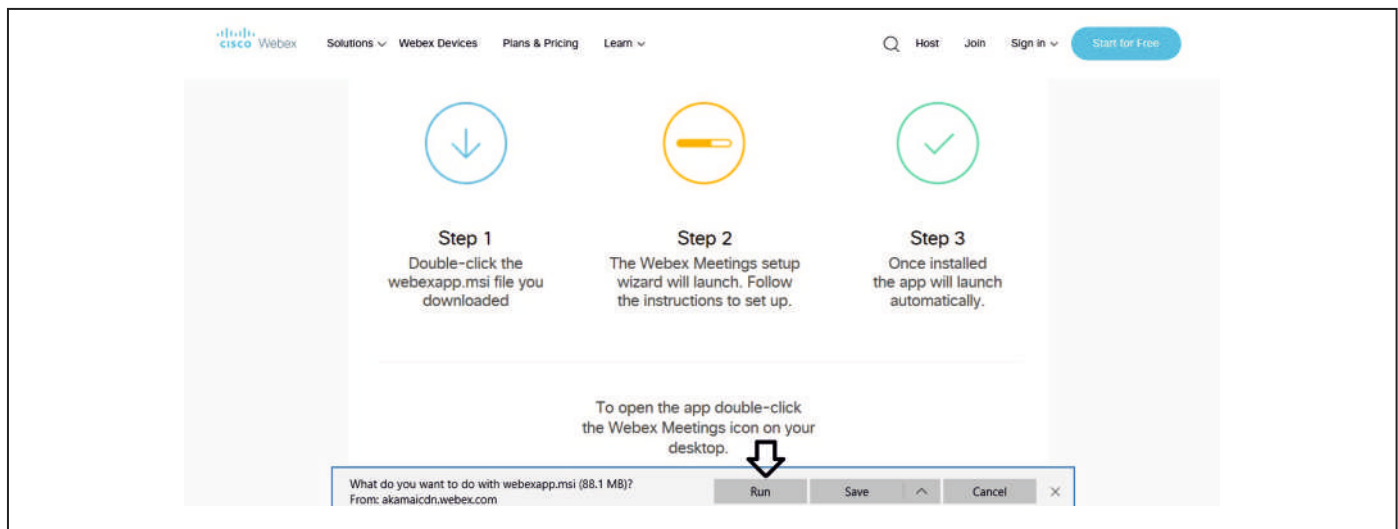 cisco Webex Solutions Webex Devices Plans & Pricing Learn Host Join Sign in Start for Free
Step 1
Double-click the
webexapp.msi file you
downloaded
Step 2
The Webex Meetings setup
wizard will launch. Follow
the instructions to set up.
Step 3
Once installed
the app will launch
automatically.
To open the app double-click
the Webex Meetings icon on your
desktop.
What do you want to do with webexapp.msi (88.1 MB)?
From: akamaicdn.webex.com
Run Save Cancel